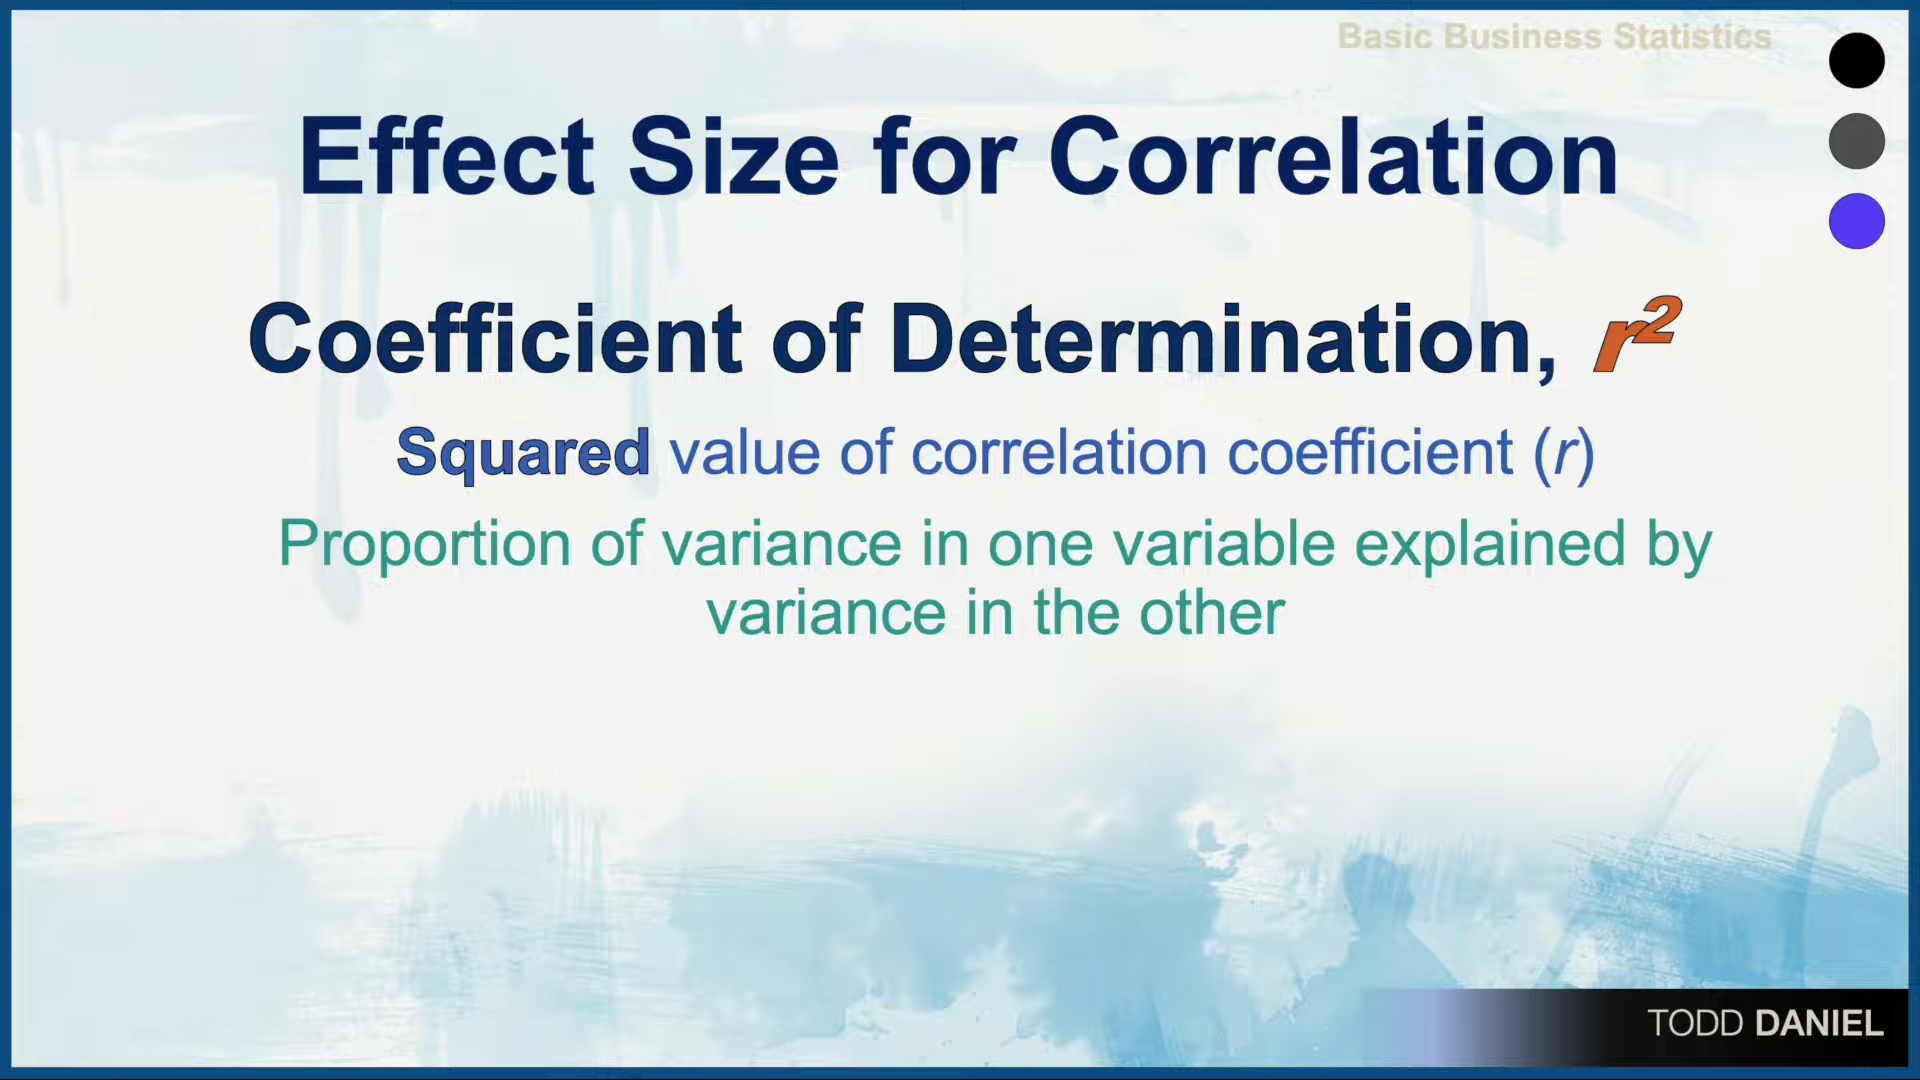 Basic Business Statistics
Effect Size for Correlation
Coefficient of Determination, r²
Squared value of correlation coefficient (r)
Proportion of variance in one variable explained by
variance in the other
TODD DANIEL